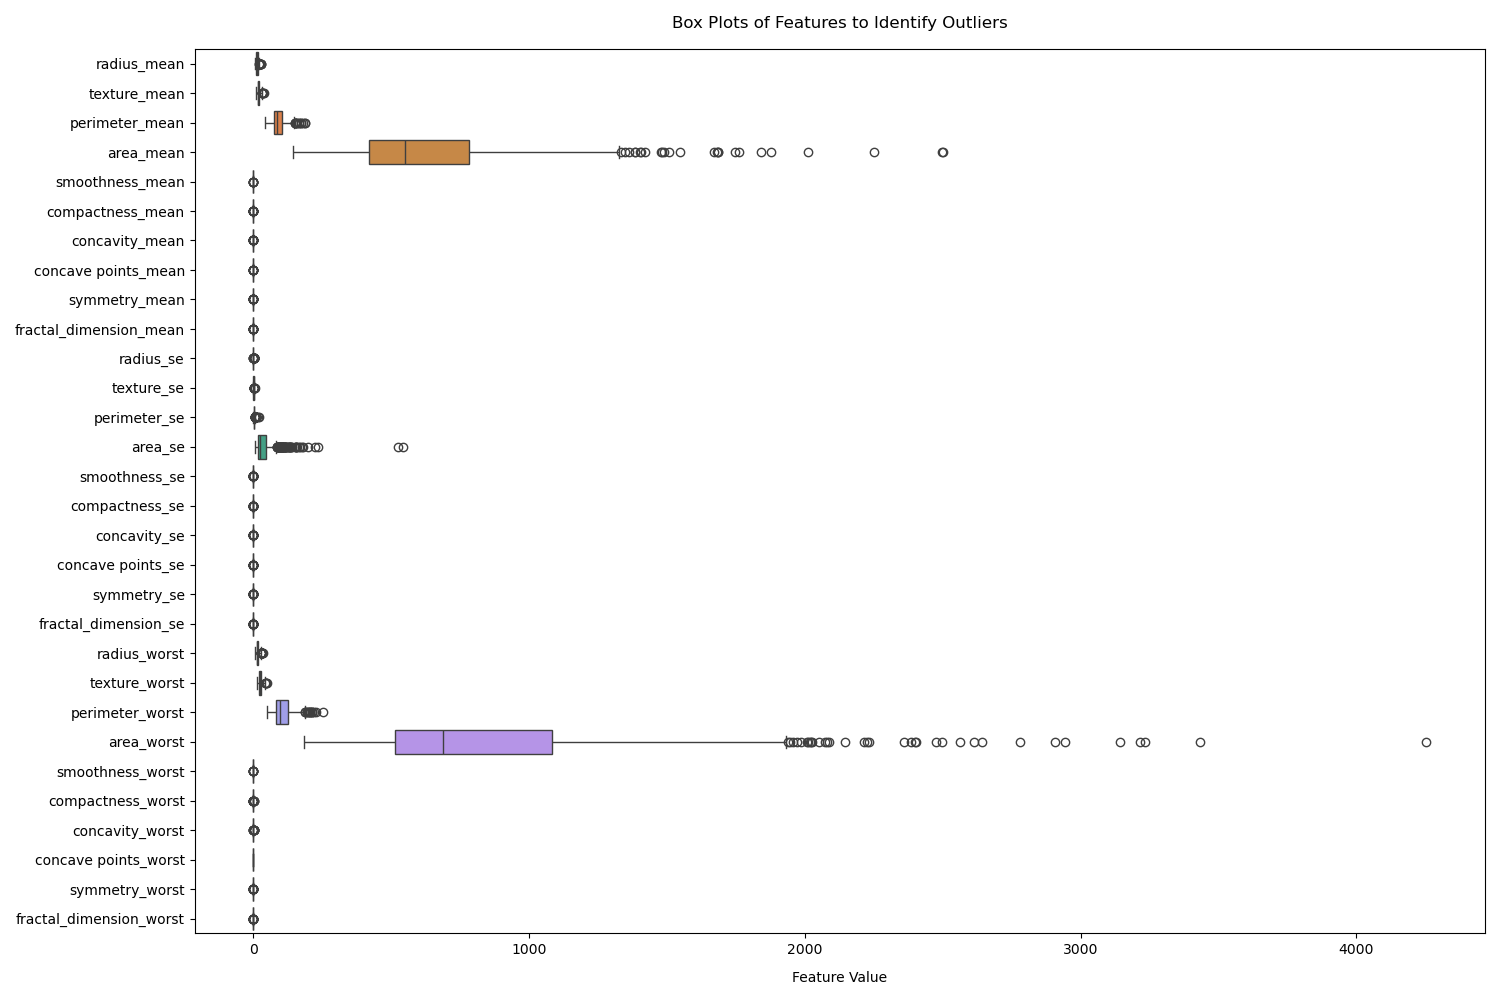 Box Plots of Features to Identify Outliers
radius_mean
texture_mean
perimeter_mean
area_mean
smoothness_mean
compactness_mean
concavity_mean
concave points_mean
symmetry_mean
fractal_dimension_mean
radius_se
texture_se
perimeter_se
area_se
smoothness_se
compactness_se
concavity_se
concave points_se
symmetry_se
fractal_dimension_se
radius_worst
texture_worst
perimeter_worst
area_worst
smoothness_worst
compactness_worst
concavity_worst
concave points_worst
symmetry_worst
fractal_dimension_worst
0 1000 2000 3000 4000
Feature Value